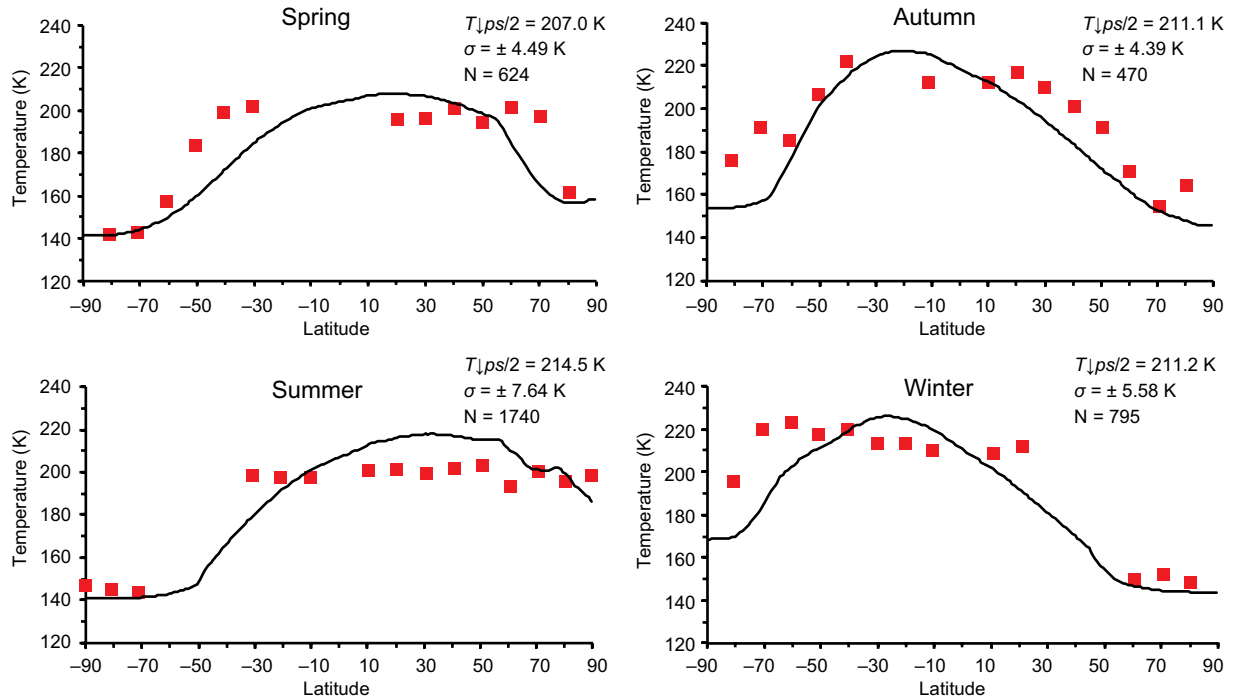 Spring
T↓ps/2 = 207.0 K
σ = ± 4.49 K
N = 624
Temperature (K)
240
220
200
180
160
140
120
–90 –70 –50 –30 –10 10 30 50 70 90
Latitude
Autumn
T↓ps/2 = 211.1 K
σ = ± 4.39 K
N = 470
Temperature (K)
240
220
200
180
160
140
120
–90 –70 –50 –30 –10 10 30 50 70 90
Latitude
Summer
T↓ps/2 = 214.5 K
σ = ± 7.64 K
N = 1740
Temperature (K)
240
220
200
180
160
140
120
–90 –70 –50 –30 –10 10 30 50 70 90
Latitude
Winter
T↓ps/2 = 211.2 K
σ = ± 5.58 K
N = 795
Temperature (K)
240
220
200
180
160
140
120
–90 –70 –50 –30 –10 10 30 50 70 90
Latitude